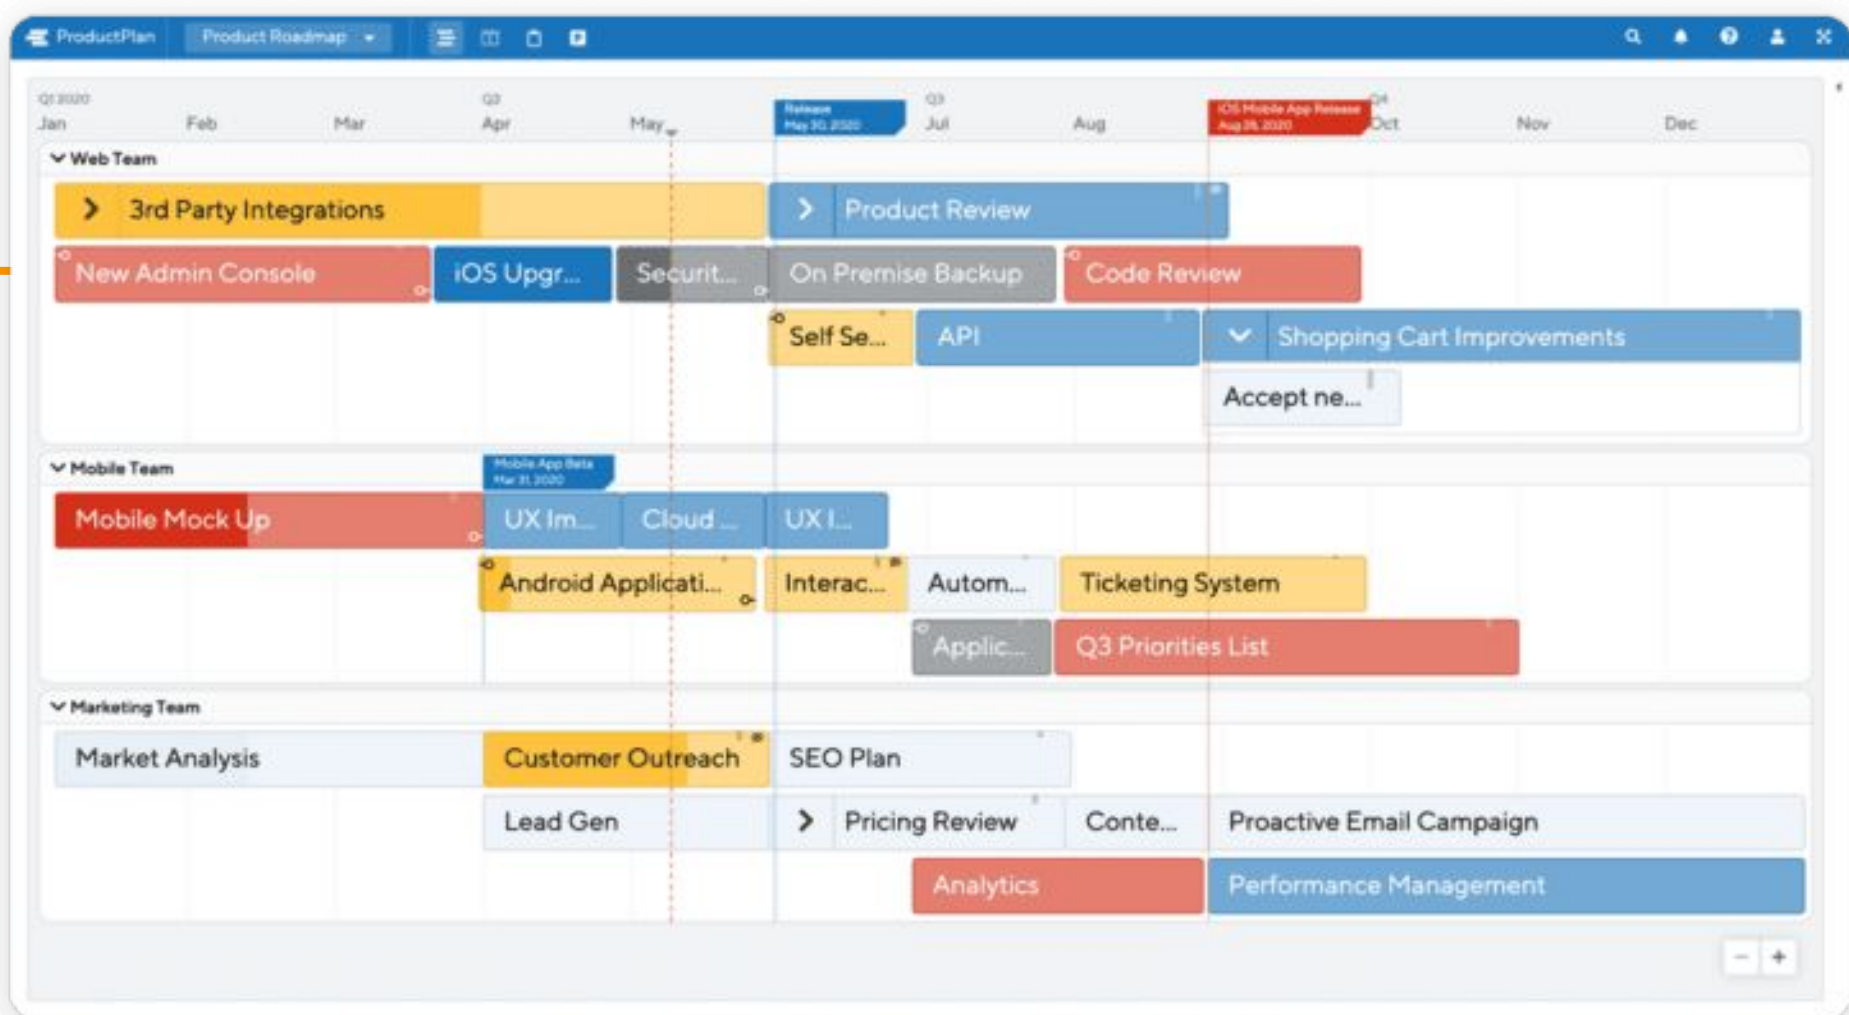 ProductPlan
Product Roadmap
Q1 2020
Q2
Q3
Q4
Jan
Feb
Mar
Apr
May
Release
May 30, 2020
Jul
Aug
iOS Mobile App Release
Aug 28, 2020
Oct
Nov
Dec
Web Team
3rd Party Integrations
Product Review
New Admin Console
iOS Upgr...
Securit...
On Premise Backup
Code Review
Self Se...
API
Shopping Cart Improvements
Accept ne...
Mobile Team
Mobile App Beta
Mar 31, 2020
Mobile Mock Up
UX Im...
Cloud ...
UX I...
Android Applicati...
Interac...
Autom...
Ticketing System
Applic...
Q3 Priorities List
Marketing Team
Market Analysis
Customer Outreach
SEO Plan
Lead Gen
Pricing Review
Conte...
Proactive Email Campaign
Analytics
Performance Management